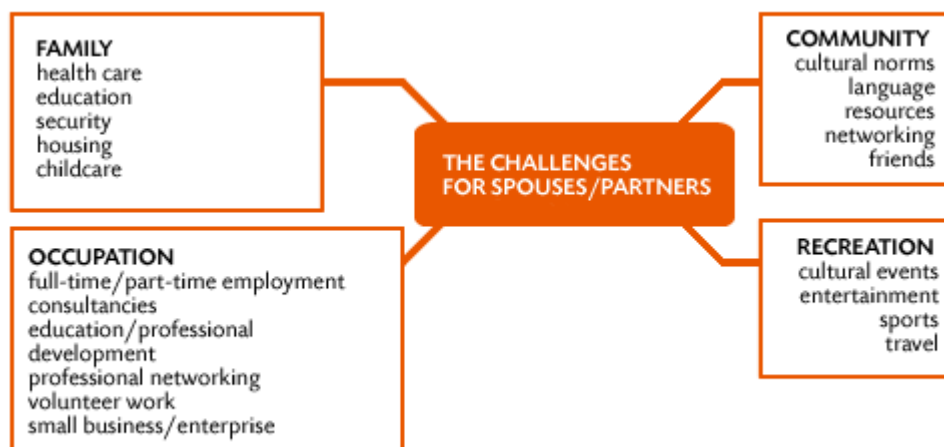 FAMILY
health care
education
security
housing
childcare
THE CHALLENGES
FOR SPOUSES/PARTNERS
COMMUNITY
cultural norms
language
resources
networking
friends
OCCUPATION
full-time/part-time employment
consultancies
education/professional
development
professional networking
volunteer work
small business/enterprise
RECREATION
cultural events
entertainment
sports
travel